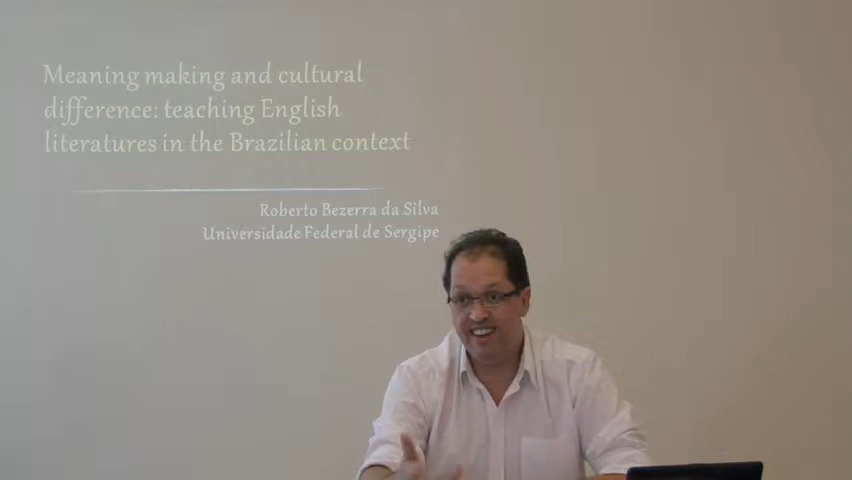 Meaning making and cultural
difference: teaching English
literatures in the Brazilian context
Roberto Bezerra da Silva
Universidade Federal de Sergipe